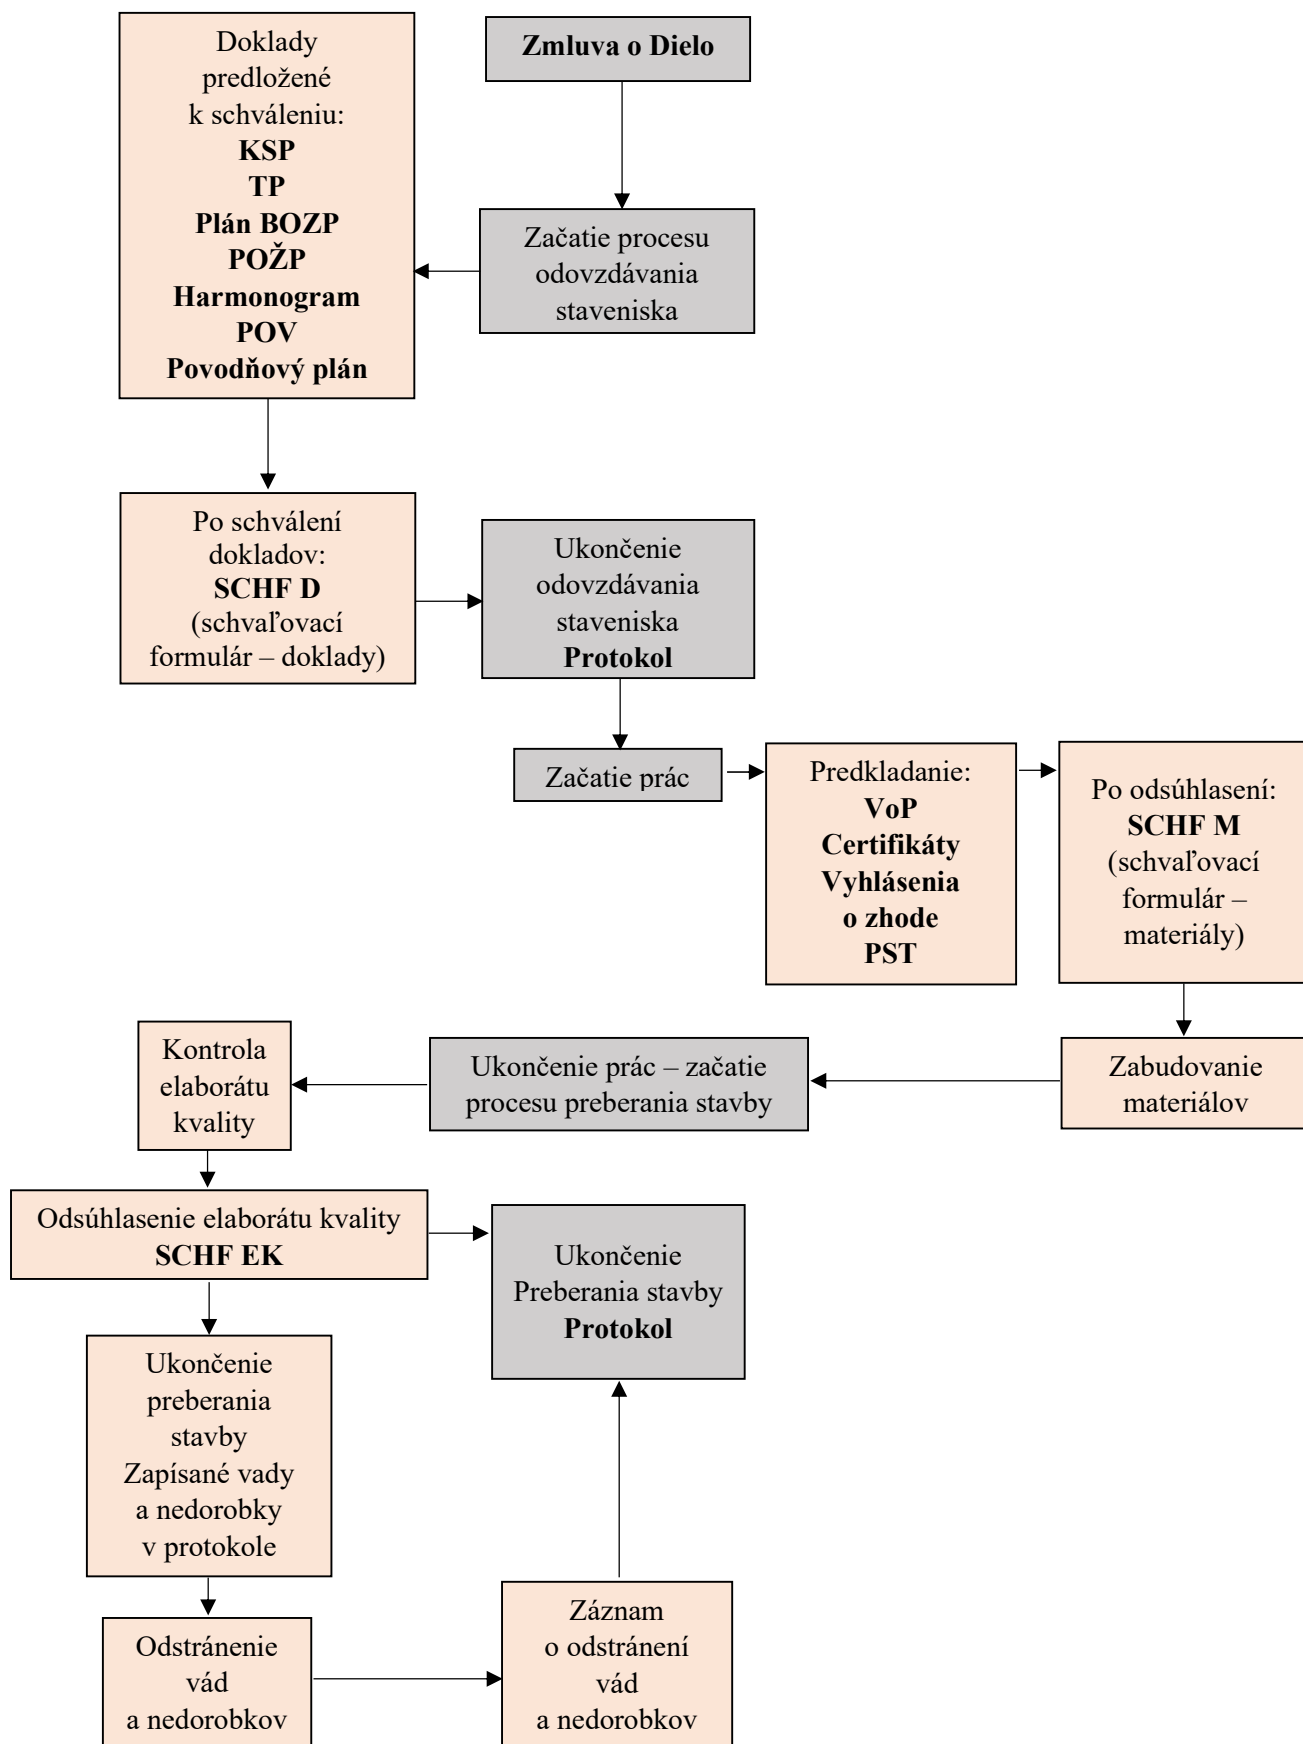 Doklady
predložené
k schváleniu:
KSP
TP
Plán BOZP
POŽP
Harmonogram
POV
Povodňový plán
Zmluva o Dielo
Začatie procesu
odovzdávania
staveniska
Po schválení
dokladov:
SCHF D
(schvaľovací
formulár – doklady)
Ukončenie
odovzdávania
staveniska
Protokol
Začatie prác
Predkladanie:
VoP
Certifikáty
Vyhlásenia
o zhode
PST
Po odsúhlasení:
SCHF M
(schvaľovací
formulár –
materiály)
Kontrola
elaborátu
kvality
Ukončenie prác – začatie
procesu preberania stavby
Zabudovanie
materiálov
Odsúhlasenie elaborátu kvality
SCHF EK
Ukončenie
Preberania stavby
Protokol
Ukončenie
preberania
stavby
Zapísané vady
a nedorobky
v protokole
Odstránenie
vád
a nedorobkov
Záznam
o odstránení
vád
a nedorobkov